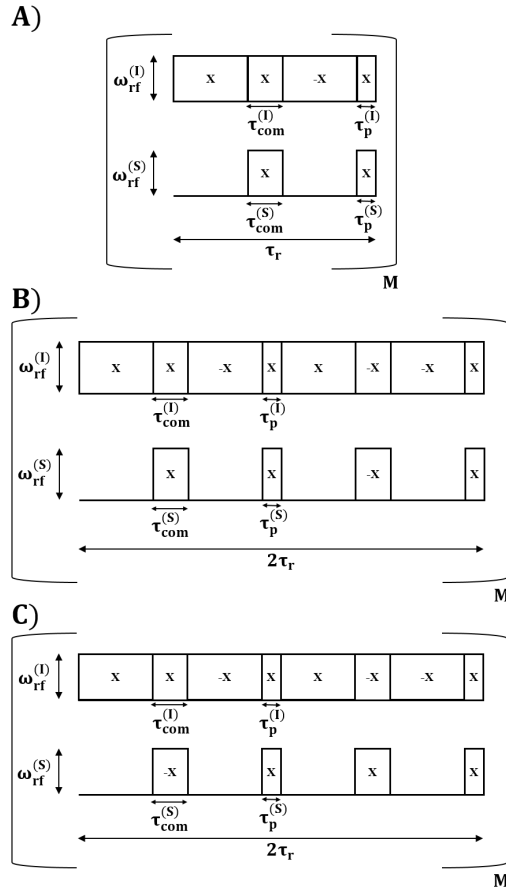 A)
ω_rf^(I) X X -X X
τ_com^(I) τ_p^(I)
ω_rf^(S) X X
τ_com^(S) τ_p^(S)
τ_r
M
B)
ω_rf^(I) X X -X X X -X -X X
τ_com^(I) τ_p^(I)
ω_rf^(S) X X -X X
τ_com^(S) τ_p^(S)
2τ_r
M
C)
ω_rf^(I) X X -X X X -X -X X
τ_com^(I) τ_p^(I)
ω_rf^(S) -X X X X
τ_com^(S) τ_p^(S)
2τ_r
M